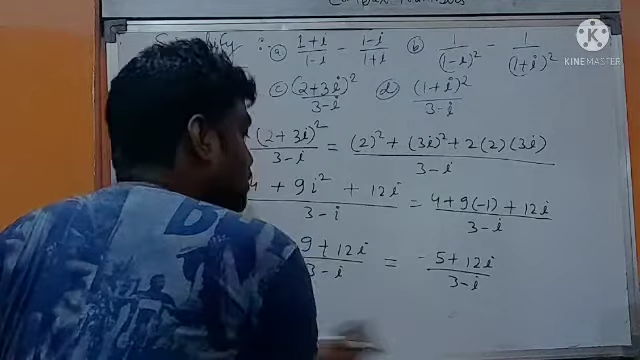 Complex Numbers
Simplify : ⓐ (1+i)/(1-i) - (1-i)/(1+i) ⓑ 1/(1-i)² - 1/(1+i)²
ⓒ (2+3i)²/(3-i) ⓓ (1+i)²/(3-i)
(2+3i)²/(3-i) = ((2)² + (3i)² + 2(2)(3i))/(3-i)
(4 + 9i² + 12i)/(3-i) = (4+9(-1)+12i)/(3-i)
9+12i/(3-i) = (-5+12i)/(3-i)
KINEMASTER